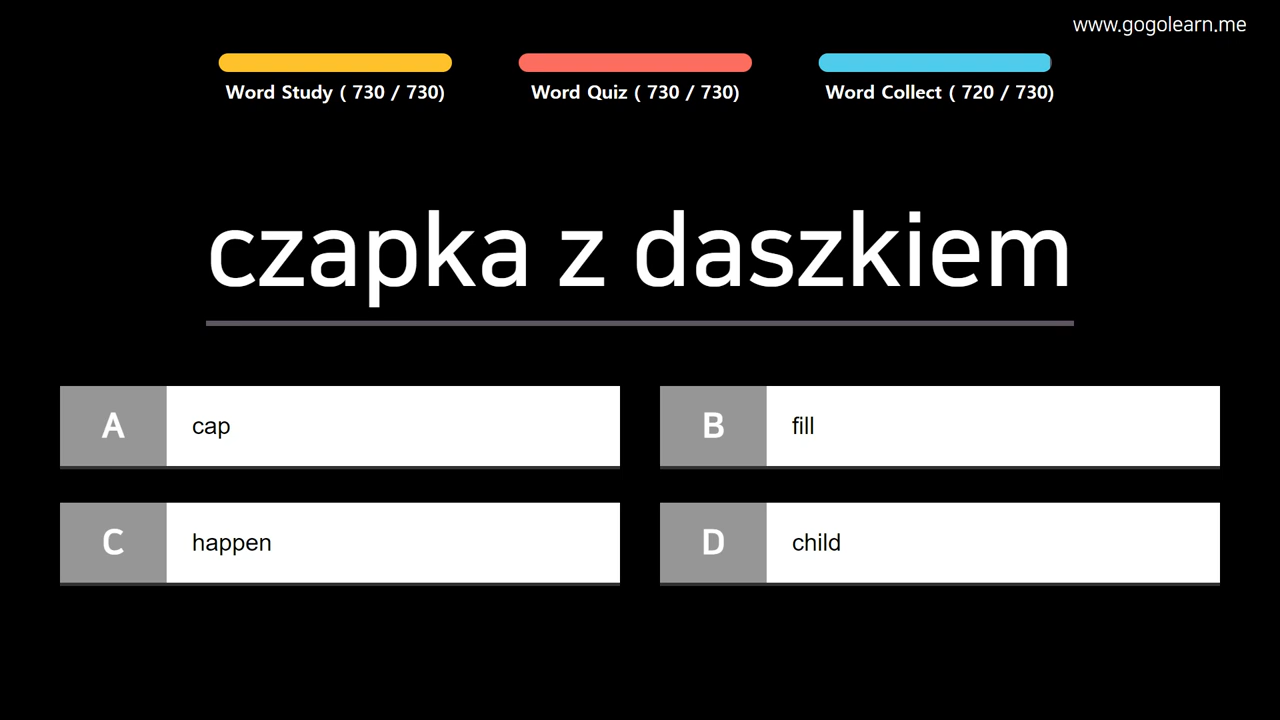 www.gogolearn.me
Word Study ( 730 / 730)
Word Quiz ( 730 / 730)
Word Collect ( 720 / 730)
czapka z daszkiem
A
cap
B
fill
C
happen
D
child